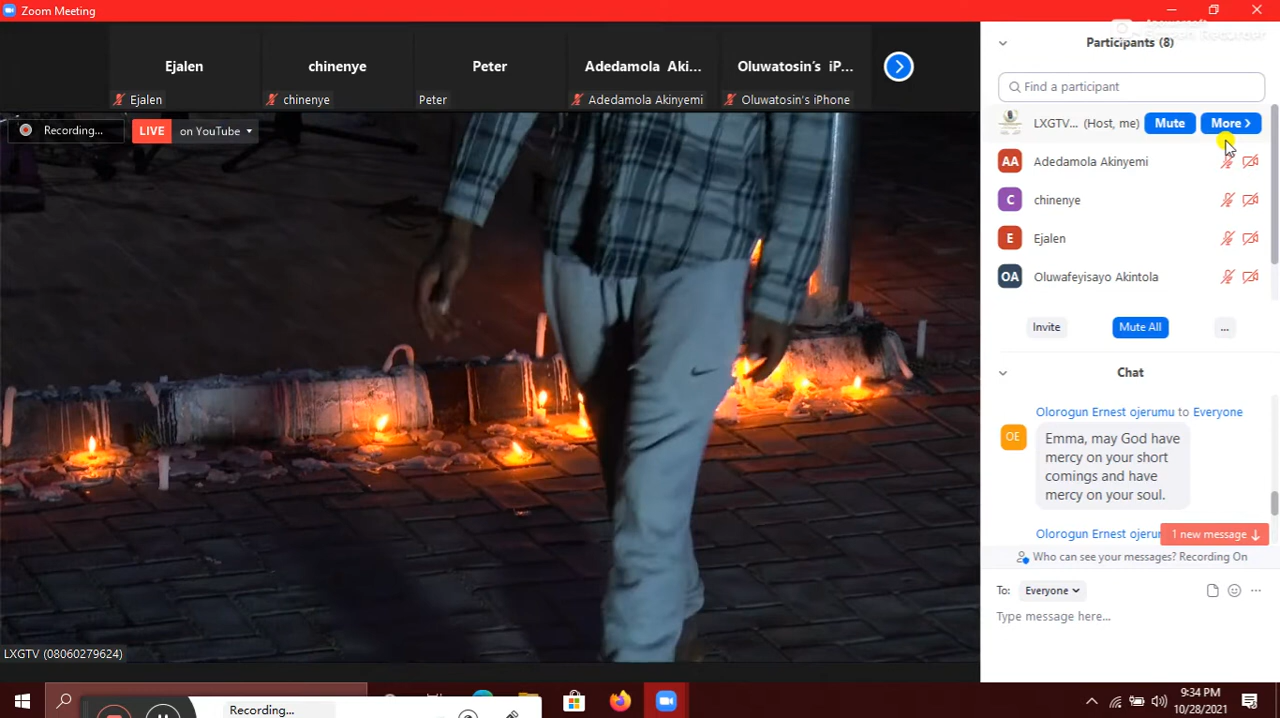 Zoom Meeting
Ejalen
chinenye
Peter
Adedamola Aki...
Oluwatosin's iP...
Ejalen
chinenye
Peter
Adedamola Akinyemi
Oluwatosin's iPhone
Recording...
LIVE on YouTube
LXGTV (08060279624)
Participants (8)
Find a participant
LXGTV... (Host, me) Mute More
AA Adedamola Akinyemi
C chinenye
E Ejalen
OA Oluwafeyisayo Akintola
Invite Mute All ...
Chat
Olorogun Ernest ojerumu to Everyone
OE
Emma, may God have
mercy on your short
comings and have
mercy on your soul.
Olorogun Ernest ojeru
1 new message
Who can see your messages? Recording On
To: Everyone
Type message here...
Recording...
9:34 PM
10/28/2021